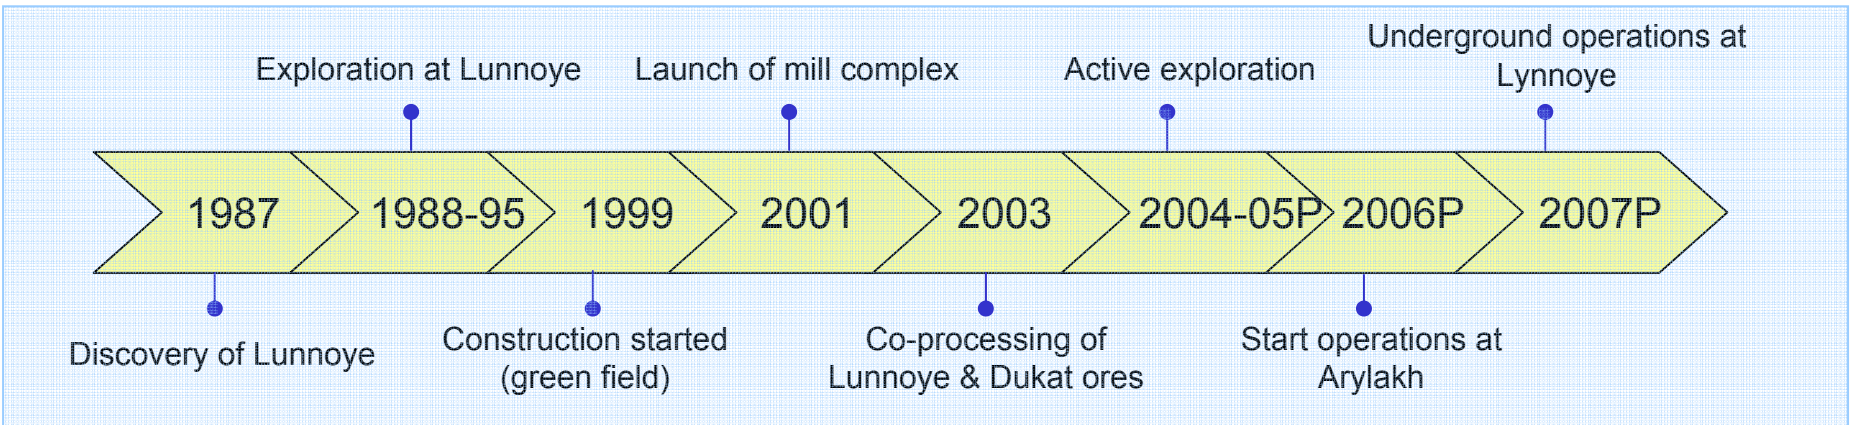 Underground operations at
Lynnoye
Exploration at Lunnoye
Launch of mill complex
Active exploration
1987
1988-95
1999
2001
2003
2004-05P
2006P
2007P
Discovery of Lunnoye
Construction started
(green field)
Co-processing of
Lunnoye & Dukat ores
Start operations at
Arylakh